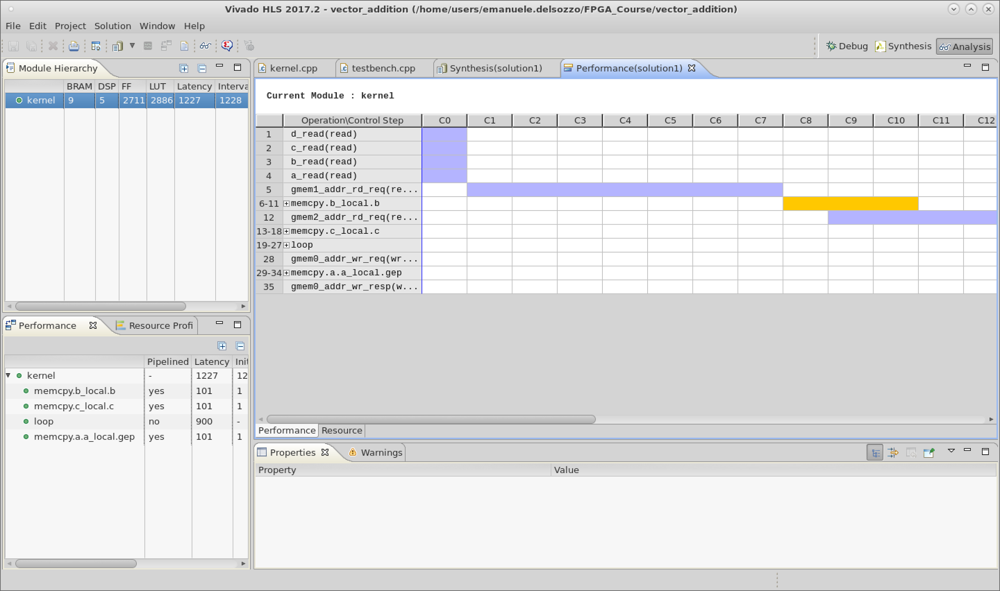 Vivado HLS 2017.2 - vector_addition (/home/users/emanuele.delsozzo/FPGA_Course/vector_addition)
File Edit Project Solution Window Help
Debug Synthesis Analysis
Module Hierarchy
BRAM DSP FF LUT Latency Interva
kernel 9 5 2711 2886 1227 1228
kernel.cpp testbench.cpp Synthesis(solution1) Performance(solution1)
Current Module : kernel
Operation\Control Step C0 C1 C2 C3 C4 C5 C6 C7 C8 C9 C10 C11 C12
1 d_read(read)
2 c_read(read)
3 b_read(read)
4 a_read(read)
5 gmem1_addr_rd_req(re...
6-11 memcpy.b_local.b
12 gmem2_addr_rd_req(re...
13-18 memcpy.c_local.c
19-27 loop
28 gmem0_addr_wr_req(wr...
29-34 memcpy.a.a_local.gep
35 gmem0_addr_wr_resp(w...
Performance Resource
Performance Resource Profi
Pipelined Latency Init
kernel - 1227 12
memcpy.b_local.b yes 101 1
memcpy.c_local.c yes 101 1
loop no 900 -
memcpy.a.a_local.gep yes 101 1
Properties Warnings
Property Value